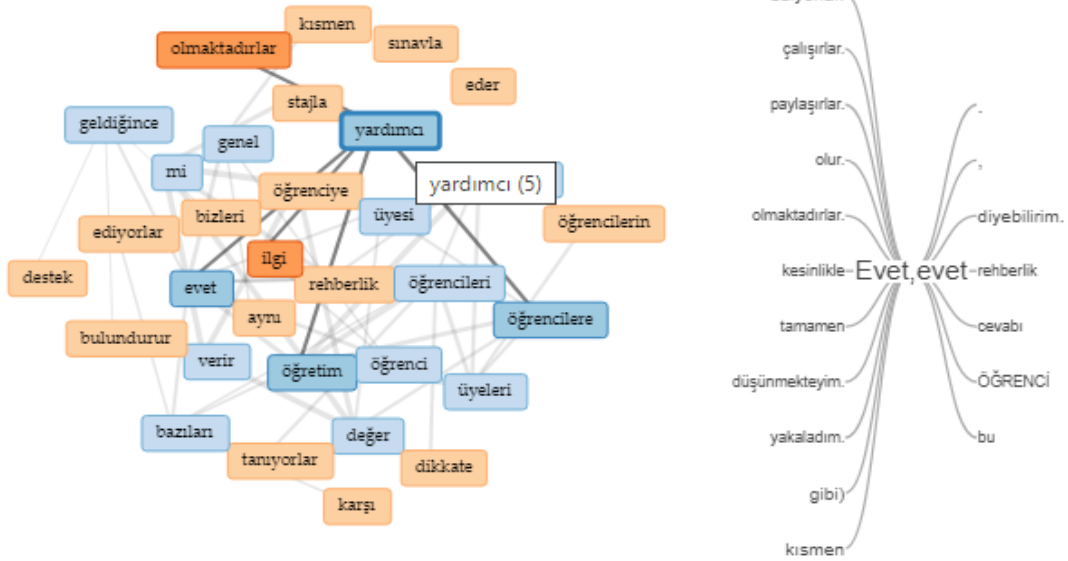 kısmen
olmaktadırlar
sınavla
eder
stajla
geldiğince
yardımcı
genel
mi
yardımcı (5)
öğrenciye
bizleri
üyesi
öğrencilerin
ediyorlar
ilgi
destek
evet
rehberlik
öğrencileri
aynı
öğrencilere
bulundurur
verir
öğretim
öğrenci
üyeleri
bazıları
değer
tanıyorlar
dikkate
karşı
çalışırlar.
paylaşırlar.
olur.
olmaktadırlar.
kesinlikle
tamamen
düşünmekteyim.
yakaladım.
gibi)
kısmen
Evet,evet
.
,
diyebilirim.
rehberlik
cevabı
ÖĞRENCİ
bu